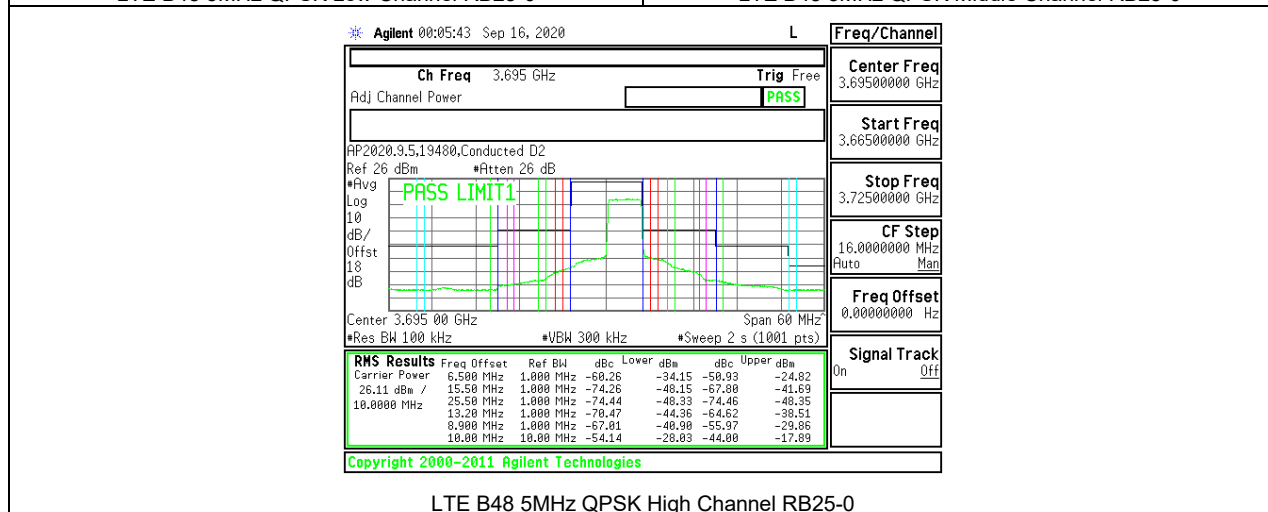 LTE B48 5MHz QPSK Low Channel RB25-0
LTE B48 5MHz QPSK Middle Channel RB25-0
Agilent 00:05:43 Sep 16, 2020 L
Freq/Channel
Ch Freq 3.695 GHz Trig Free
Adj Channel Power PASS
AP2020.9.5,19480,Conducted D2
Ref 26 dBm #Atten 26 dB
#Avg
Log
10
dB/
Offst
18
dB
PASS LIMIT1
Center 3.695 00 GHz Span 60 MHz^
#Res BW 100 kHz #VBW 300 kHz #Sweep 2 s (1001 pts)
RMS Results Freq Offset Ref BW dBc Lower dBm dBc Upper dBm
Carrier Power 6.500 MHz 1.000 MHz -60.26 -34.15 -50.93 -24.82
26.11 dBm / 15.50 MHz 1.000 MHz -74.26 -48.15 -67.80 -41.69
10.0000 MHz 25.50 MHz 1.000 MHz -74.44 -48.33 -74.46 -48.35
13.20 MHz 1.000 MHz -70.47 -44.36 -64.62 -38.51
8.900 MHz 1.000 MHz -67.01 -40.90 -55.97 -29.86
10.00 MHz 10.00 MHz -54.14 -28.03 -44.00 -17.89
Copyright 2000-2011 Agilent Technologies
Center Freq
3.69500000 GHz
Start Freq
3.66500000 GHz
Stop Freq
3.72500000 GHz
CF Step
16.0000000 MHz
Auto Man
Freq Offset
0.00000000 Hz
Signal Track
On Off
LTE B48 5MHz QPSK High Channel RB25-0